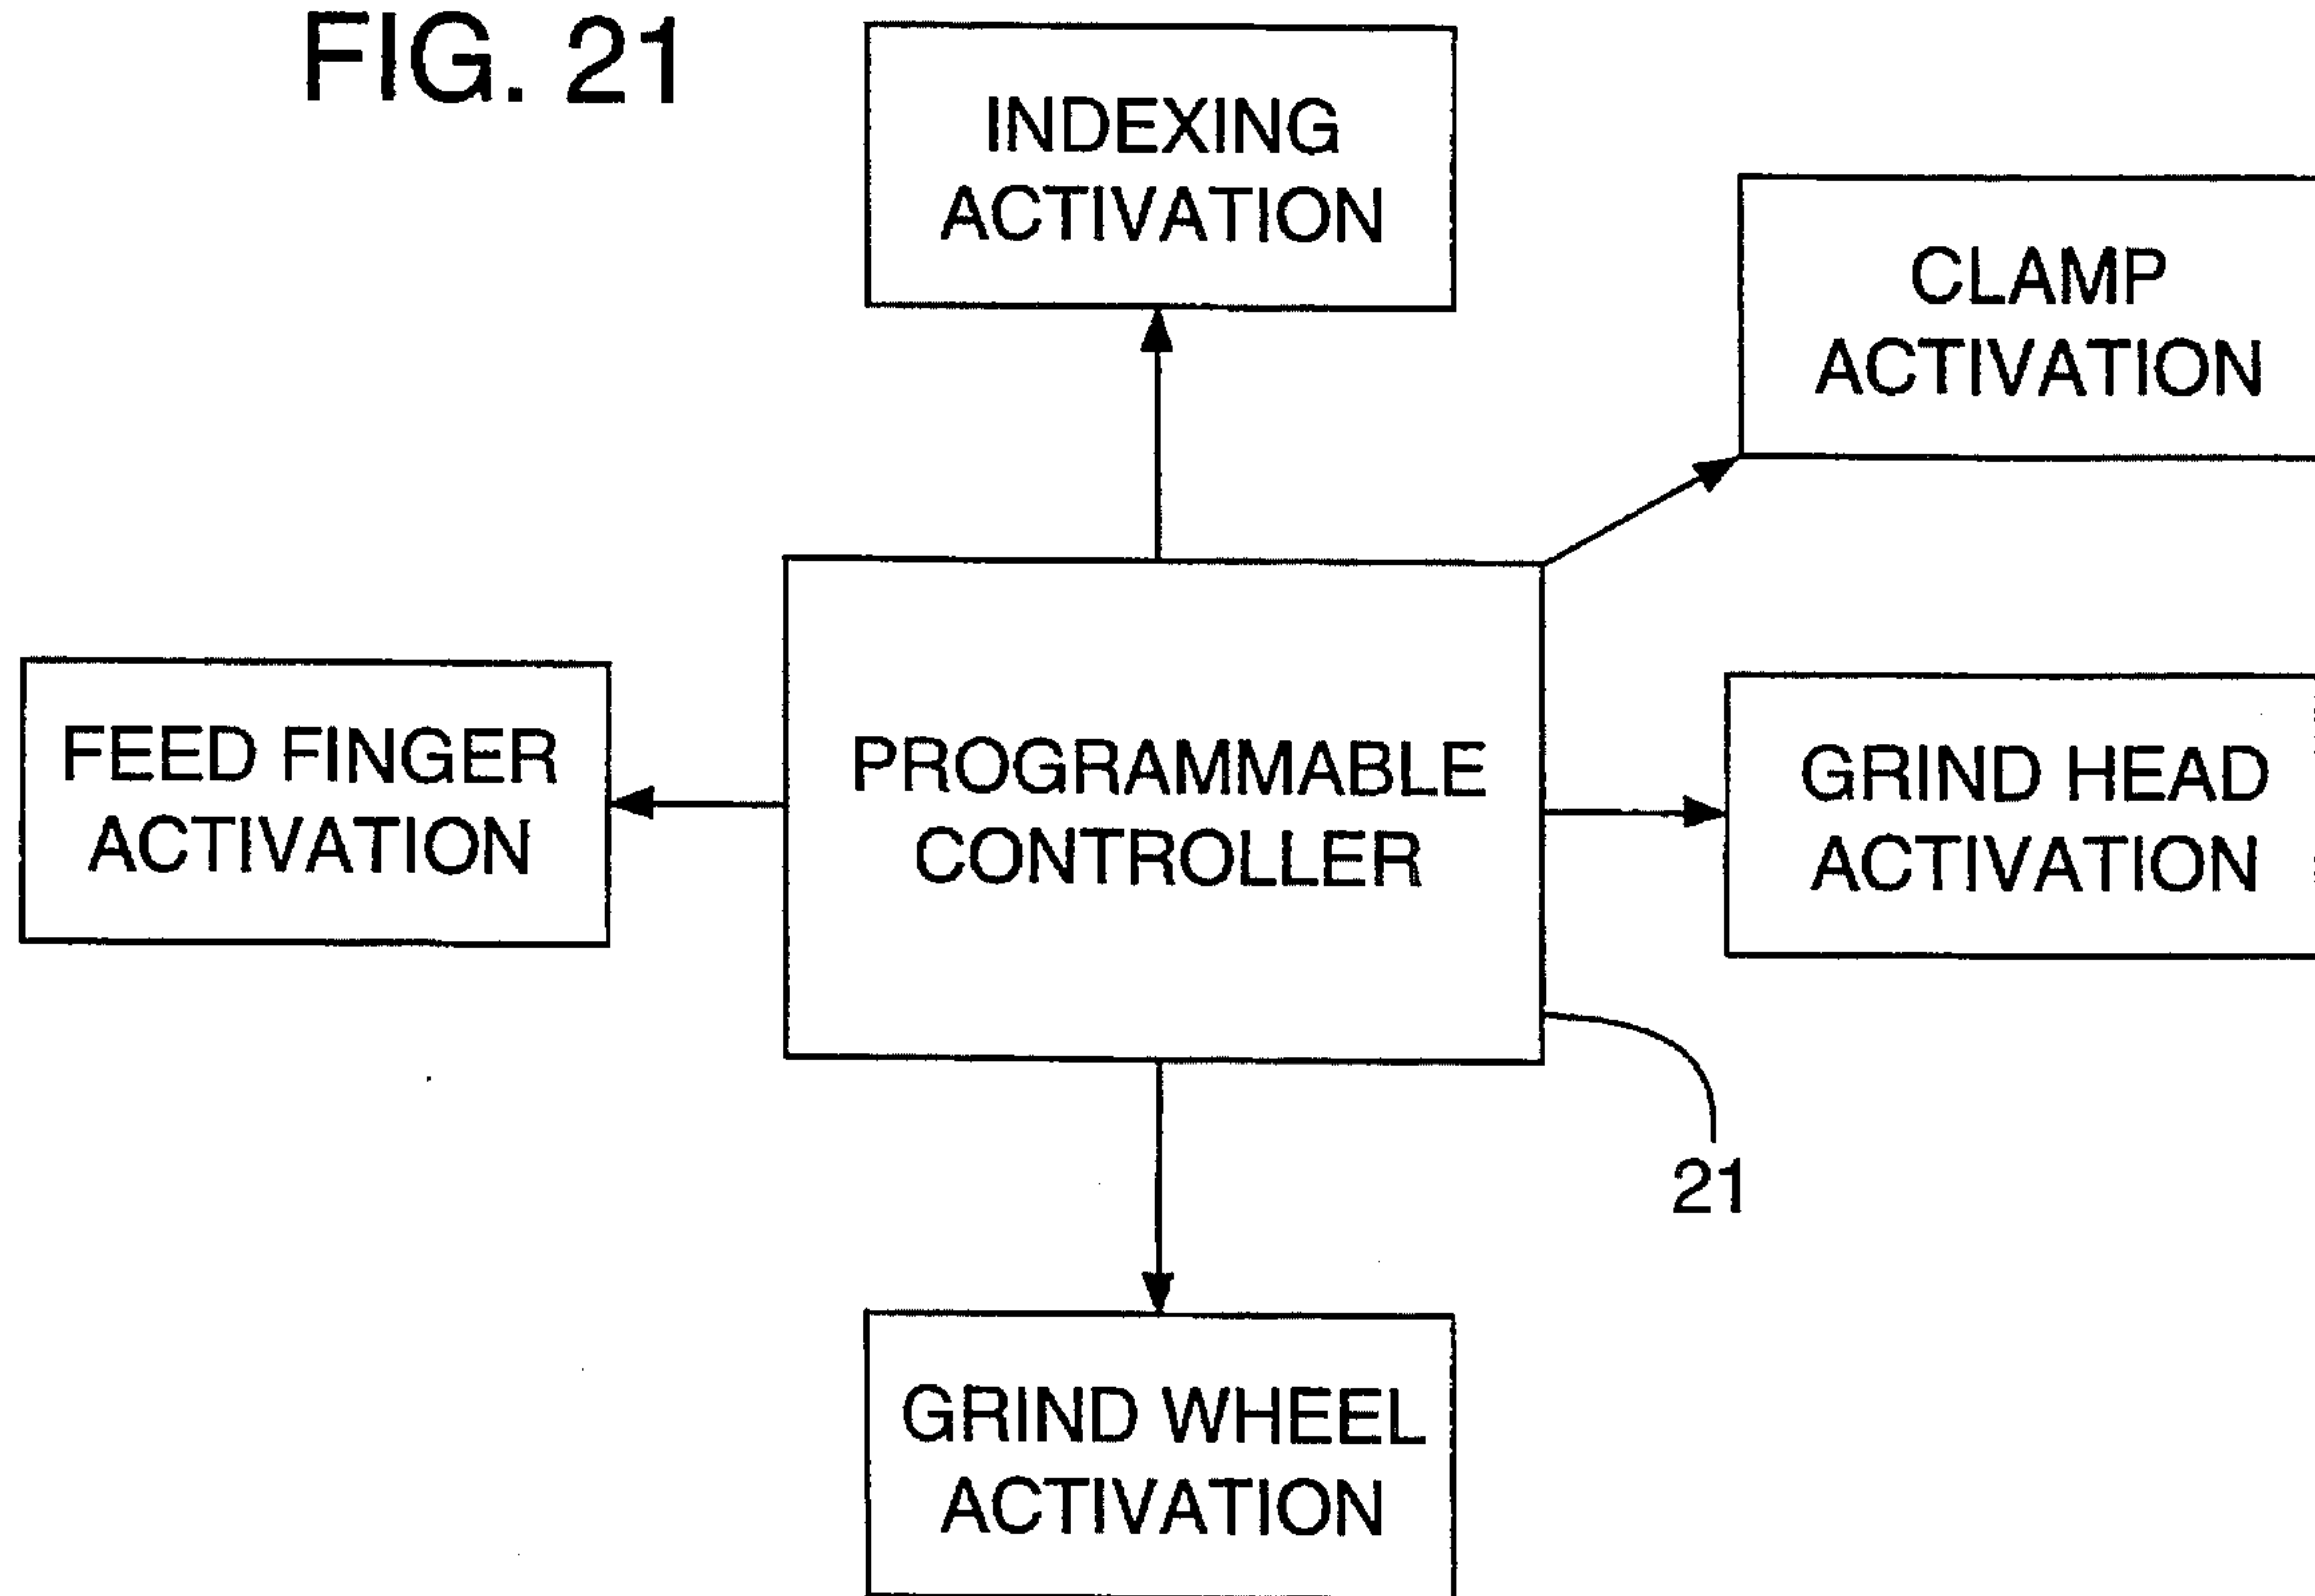 FIG. 21
INDEXING
ACTIVATION
CLAMP
ACTIVATION
FEED FINGER
ACTIVATION
PROGRAMMABLE
CONTROLLER
GRIND HEAD
ACTIVATION
21
GRIND WHEEL
ACTIVATION